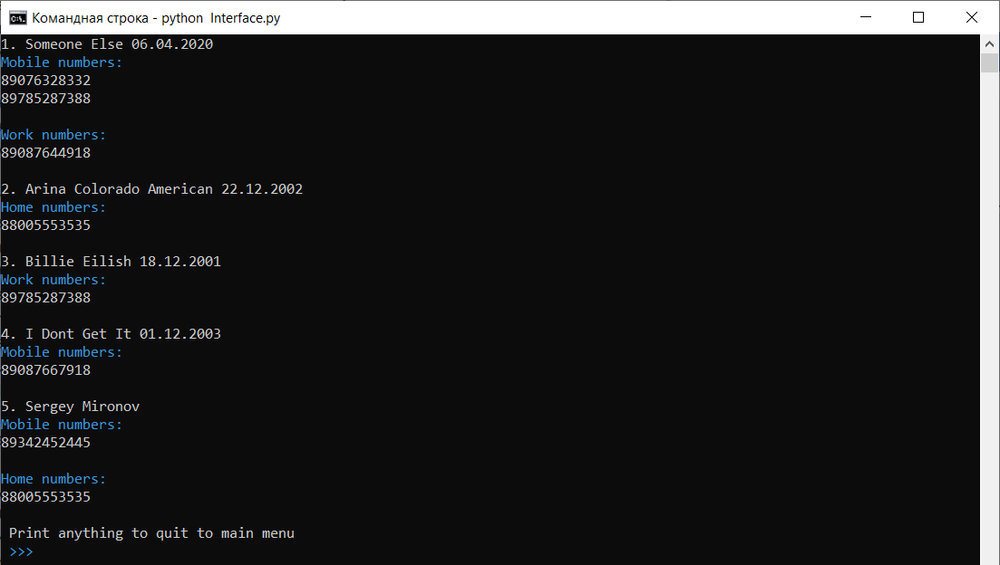 Командная строка - python  Interface.py
1. Someone Else 06.04.2020
Mobile numbers:
89076328332
89785287388
Work numbers:
89087644918
2. Arina Colorado American 22.12.2002
Home numbers:
88005553535
3. Billie Eilish 18.12.2001
Work numbers:
89785287388
4. I Dont Get It 01.12.2003
Mobile numbers:
89087667918
5. Sergey Mironov
Mobile numbers:
89342452445
Home numbers:
88005553535
Print anything to quit to main menu
>>>